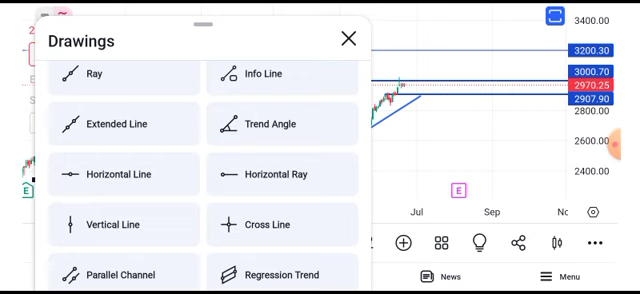 Drawings
Ray
Info Line
Extended Line
Trend Angle
Horizontal Line
Horizontal Ray
Vertical Line
Cross Line
Parallel Channel
Regression Trend
3400.00
3200.30
3000.70
2970.25
2907.90
2800.00
2600.00
2400.00
E
E
Jul
Sep
News
Menu